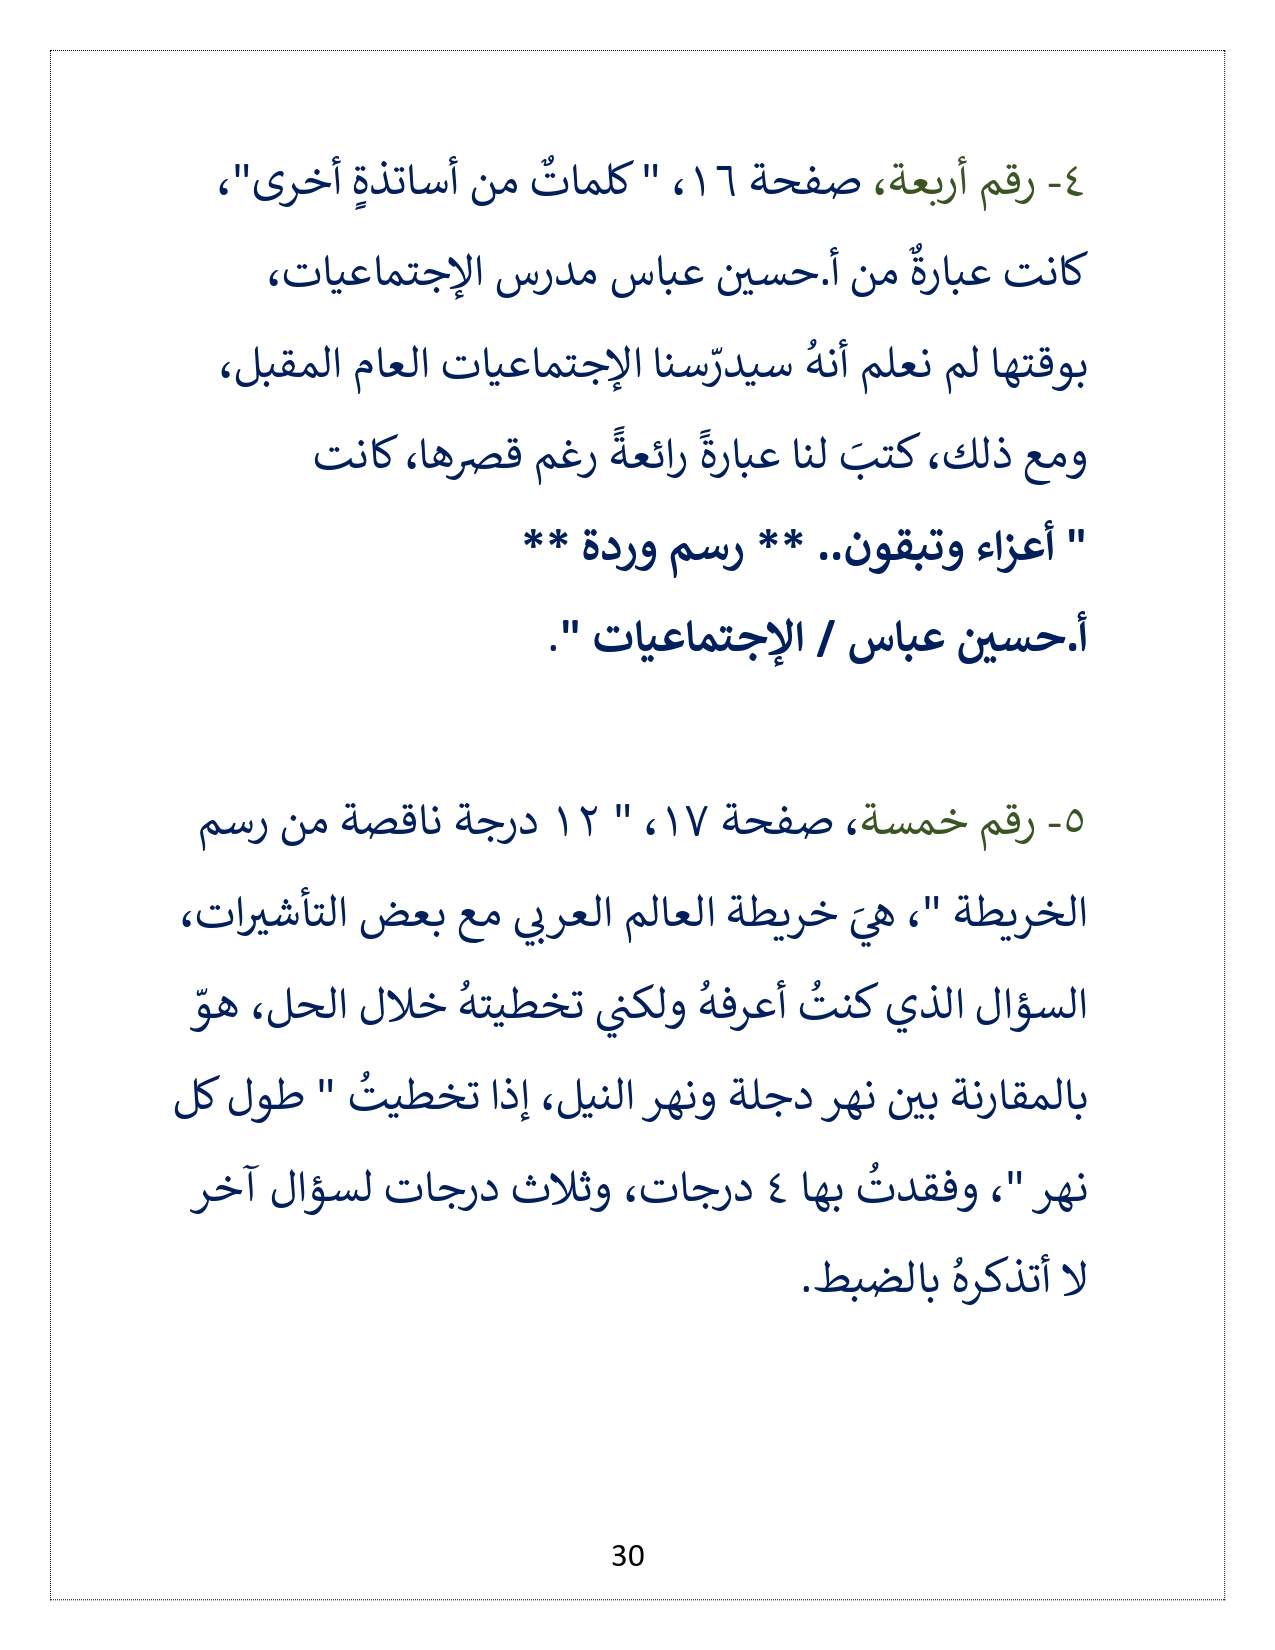 ٤- رقم أربعة، صفحة ١٦، " كلماتٌ من أساتذةٍ أخرى"،
كانت عبارةٌ من أ.حسين عباس مدرس الإجتماعيات،
بوقتها لم نعلم أنهُ سيدرّسنا الإجتماعيات العام المقبل،
ومع ذلك، كتبَ لنا عبارةً رائعةً رغم قصرها، كانت
" أعزاء وتبقون.. ** رسم وردة **
أ.حسين عباس / الإجتماعيات ".
٥- رقم خمسة، صفحة ١٧، " ١٢ درجة ناقصة من رسم
الخريطة "، هيَ خريطة العالم العربي مع بعض التأشيرات،
السؤال الذي كنتُ أعرفهُ ولكني تخطيتهُ خلال الحل، هوّ
بالمقارنة بين نهر دجلة ونهر النيل، إذا تخطيتُ " طول كل
نهر "، وفقدتُ بها ٤ درجات، وثلاث درجات لسؤال آخر
لا أتذكرهُ بالضبط.
30